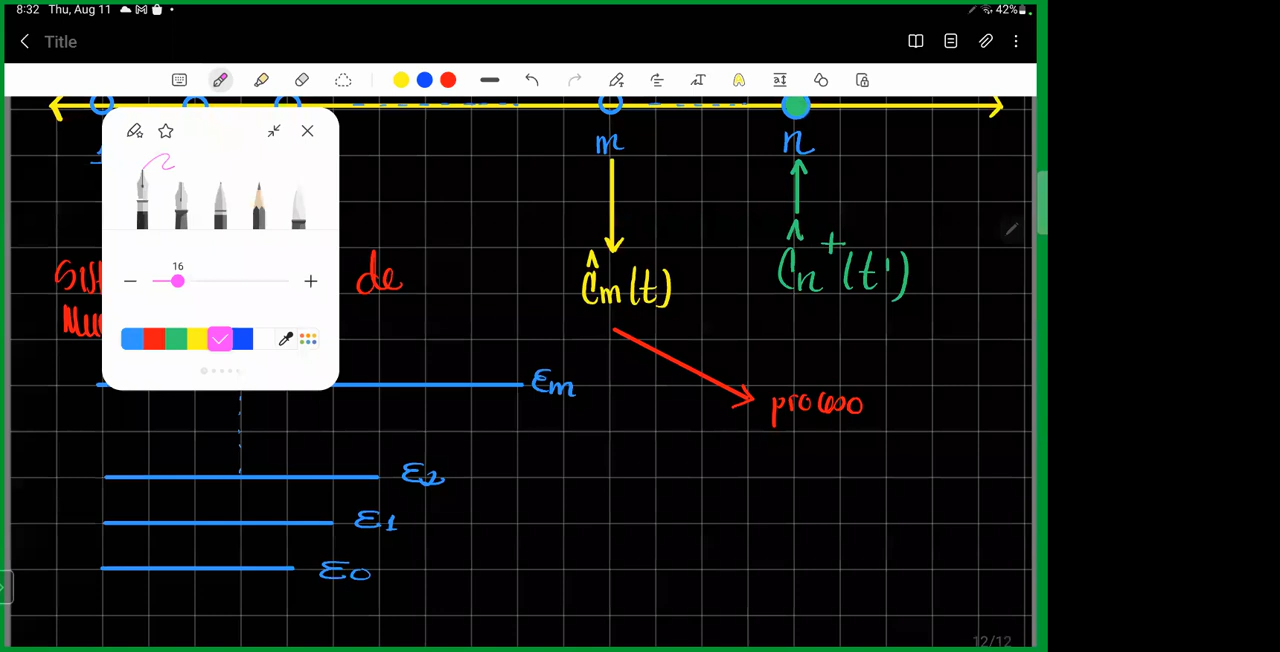 8:32 Thu, Aug 11
42%
Title
m
n
ĉm(t)
ĉn+(t')
de
16
εm
proceso
ε2
ε1
ε0
12/12